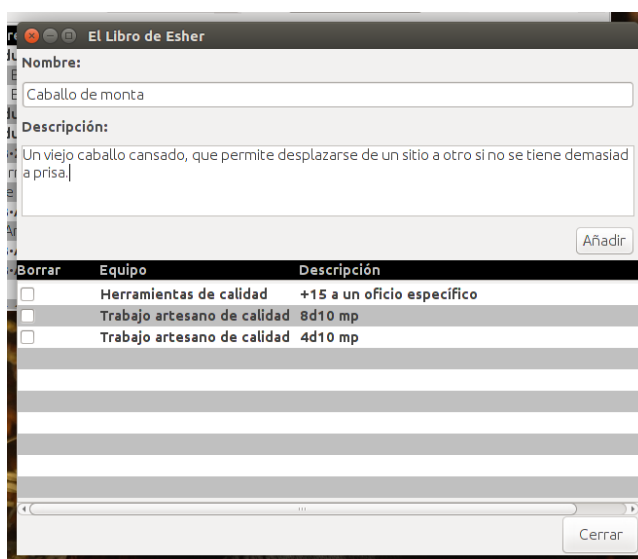 El Libro de Esher
Nombre:
Caballo de monta
Descripción:
Un viejo caballo cansado, que permite desplazarse de un sitio a otro si no se tiene demasiad
a prisa.
Añadir
Borrar Equipo Descripción
Herramientas de calidad +15 a un oficio específico
Trabajo artesano de calidad 8d10 mp
Trabajo artesano de calidad 4d10 mp
Cerrar